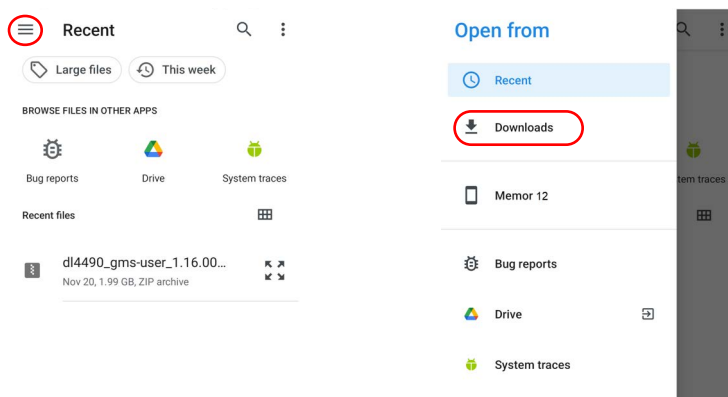 Recent
Large files
This week
BROWSE FILES IN OTHER APPS
Bug reports
Drive
System traces
Recent files
dl4490_gms-user_1.16.00...
Nov 20, 1.99 GB, ZIP archive
Open from
Recent
Downloads
Memor 12
Bug reports
Drive
System traces
tem traces